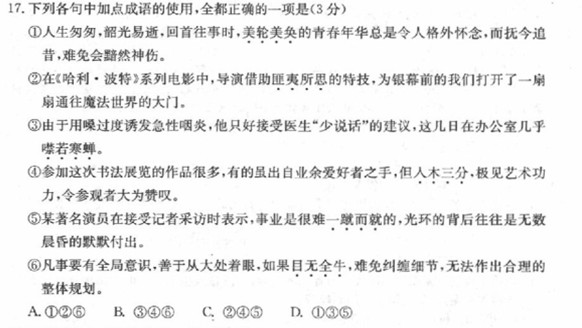 17. 下列各句中加点成语的使用,全都正确的一项是(3分)
①人生匆匆,韶光易逝,回首往事时,美轮美奂的青春年华总是令人格外怀念,而抚今追
昔,难免会黯然神伤。
②在《哈利·波特》系列电影中,导演借助匪夷所思的特技,为银幕前的我们打开了一扇
扇通往魔法世界的大门。
③由于用嗓过度诱发急性咽炎,他只好接受医生“少说话”的建议,这几日在办公室几乎
噤若寒蝉。
④参加这次书法展览的作品很多,有的虽出自业余爱好者之手,但入木三分,极见艺术功
力,令参观者大为赞叹。
⑤某著名演员在接受记者采访时表示,事业是很难一蹴而就的,光环的背后往往是无数
晨昏的默默付出。
⑥凡事要有全局意识,善于从大处着眼,如果目无全牛,难免纠缠细节,无法作出合理的
整体规划。
A. ①②⑥ B. ③④⑥ C. ②④⑤ D. ①③⑤